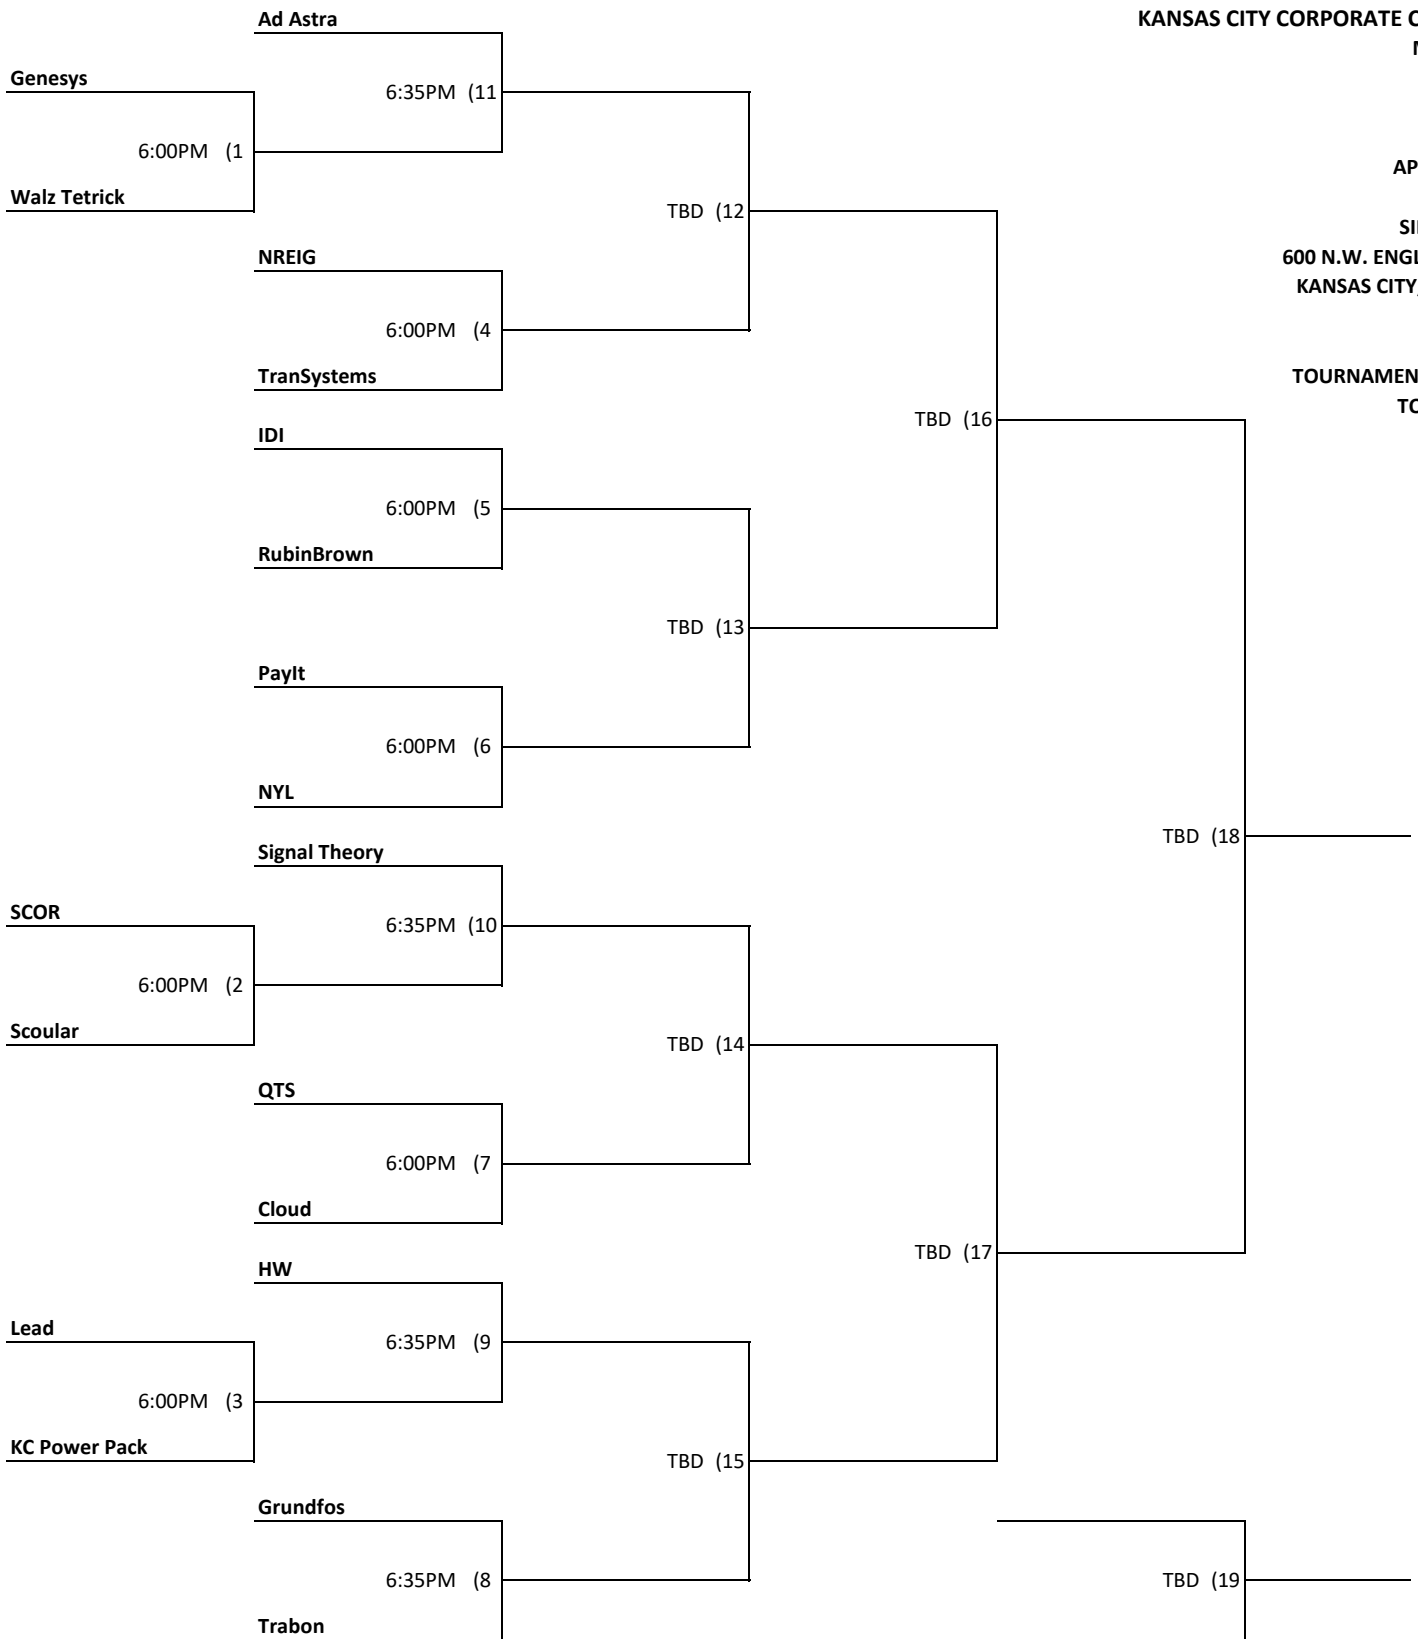 Ad Astra
KANSAS CITY CORPORATE
Genesys
6:35PM (11
6:00PM (1
Walz Tetrick
TBD (12
NREIG
600 N.W.
KANSAS CITY,
6:00PM (4
TranSystems
TBD (16
IDI
6:00PM (5
RubinBrown
TBD (13
PayIt
6:00PM (6
NYL
TBD (18
Signal Theory
SCOR
6:35PM (10
6:00PM (2
Scoular
TBD (14
QTS
6:00PM (7
Cloud
TBD (17
HW
Lead
6:35PM (9
6:00PM (3
KC Power Pack
TBD (15
Grundfos
6:35PM (8
TBD (19
Trabon